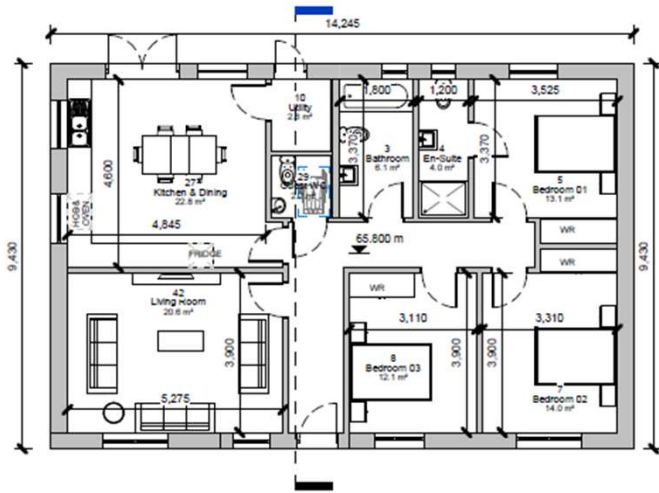 14,245
1,800
1,200
3,525
10
Utility
3
Bathroom
6.1 m²
3,370
4
En-Suite
4.0 m²
3,370
5
Bedroom 01
13.1 m²
9,430
4,600
27
Kitchen & Dining
22.8 m²
29
HOB&
OVEN
4,845
FRIDGE
65.800 m
WR
WR
9,430
42
Living Room
20.6 m²
3,900
5,275
WR
3,110
3,310
8
Bedroom 03
12.1 m²
3,900
3,900
7
Bedroom 02
14.0 m²